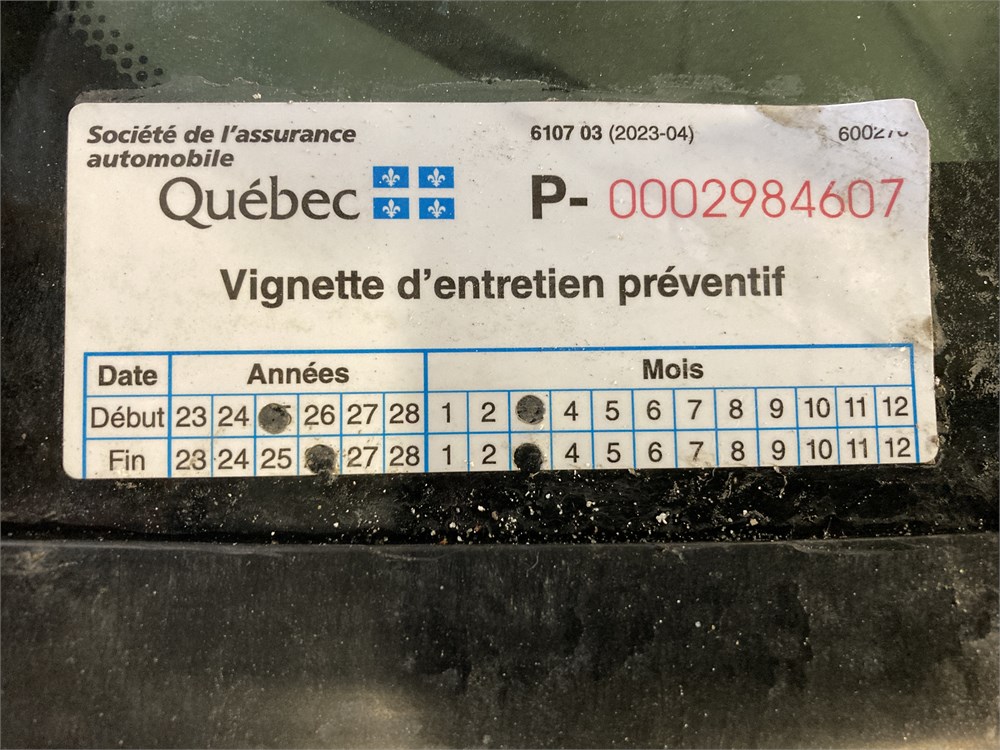 Société de l'assurance
automobile
Québec
6107 03 (2023-04)
P- 0002984607
Vignette d'entretien préventif
Date Années Mois
Début 23 24 26 27 28 1 2 4 5 6 7 8 9 10 11 12
Fin 23 24 25 27 28 1 2 4 5 6 7 8 9 10 11 12